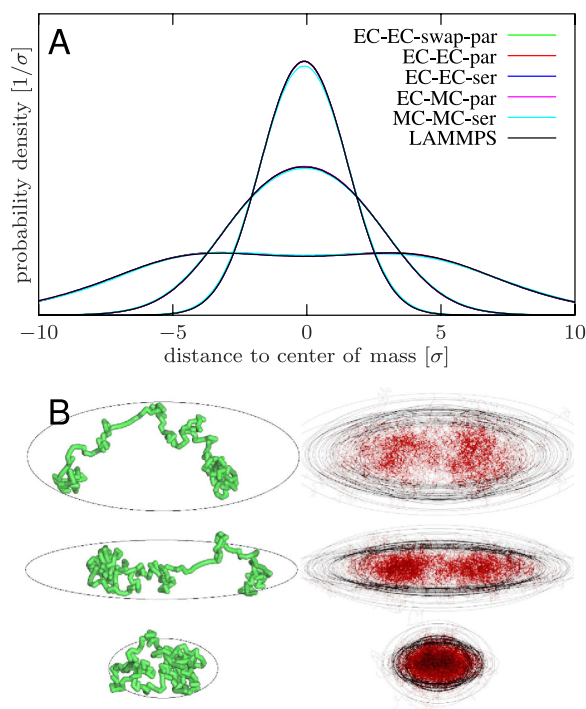 A
EC-EC-swap-par
EC-EC-par
EC-EC-ser
EC-MC-par
MC-MC-ser
LAMMPS
probability density [1/σ]
−10 −5 0 5 10
distance to center of mass [σ]
B